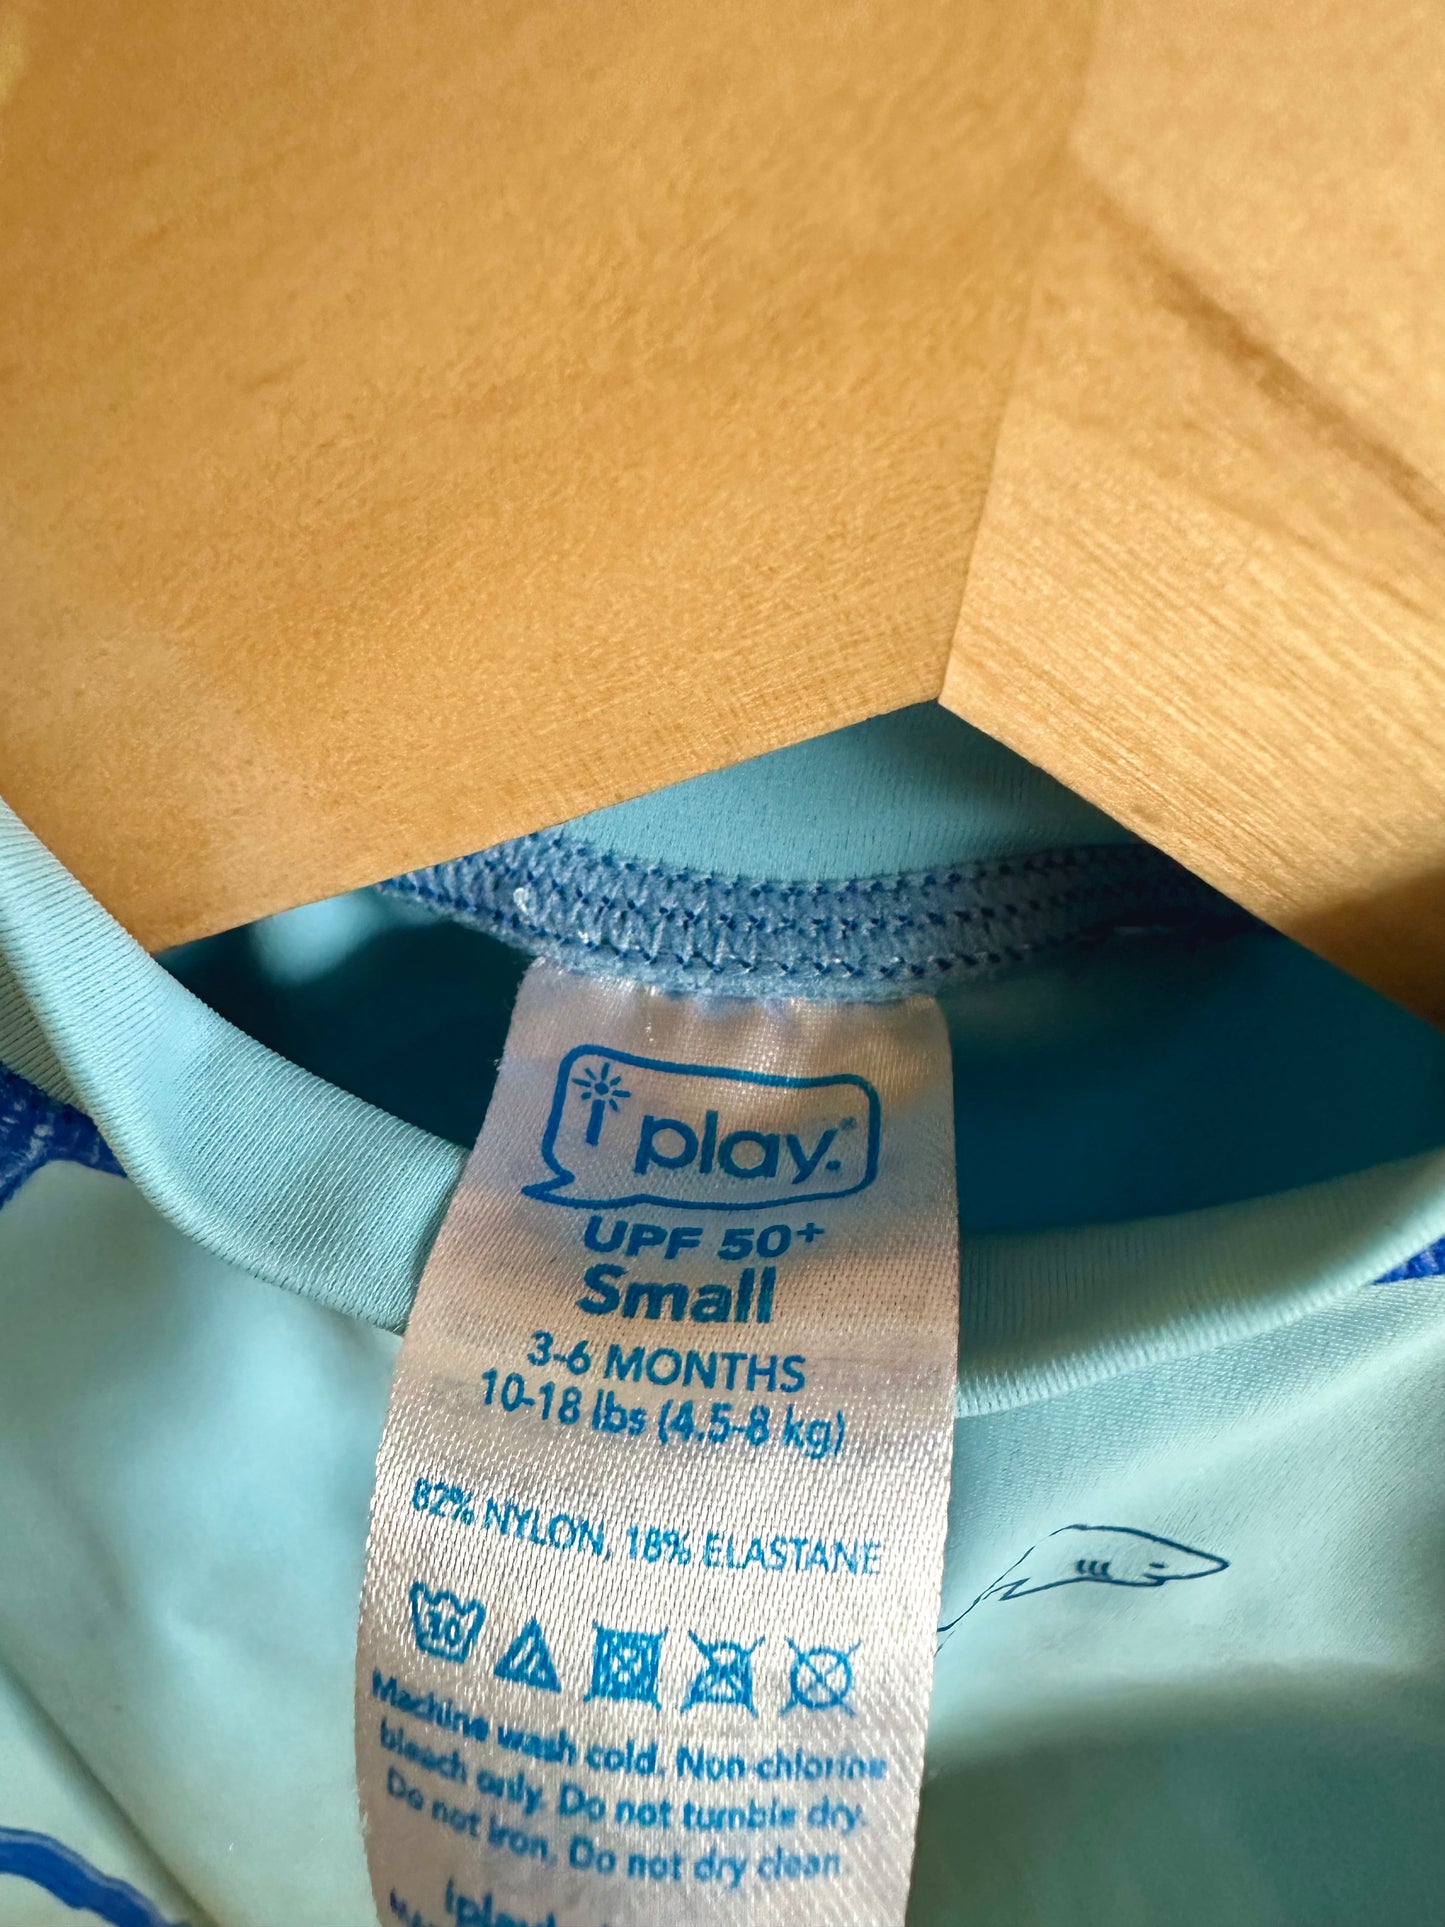 i play.®
UPF 50+
Small
3-6 MONTHS
10-18 lbs (4.5-8 kg)
82% NYLON, 18% ELASTANE
30
Machine wash cold. Non-chlorine
bleach only. Do not tumble dry.
Do not iron. Do not dry clean.